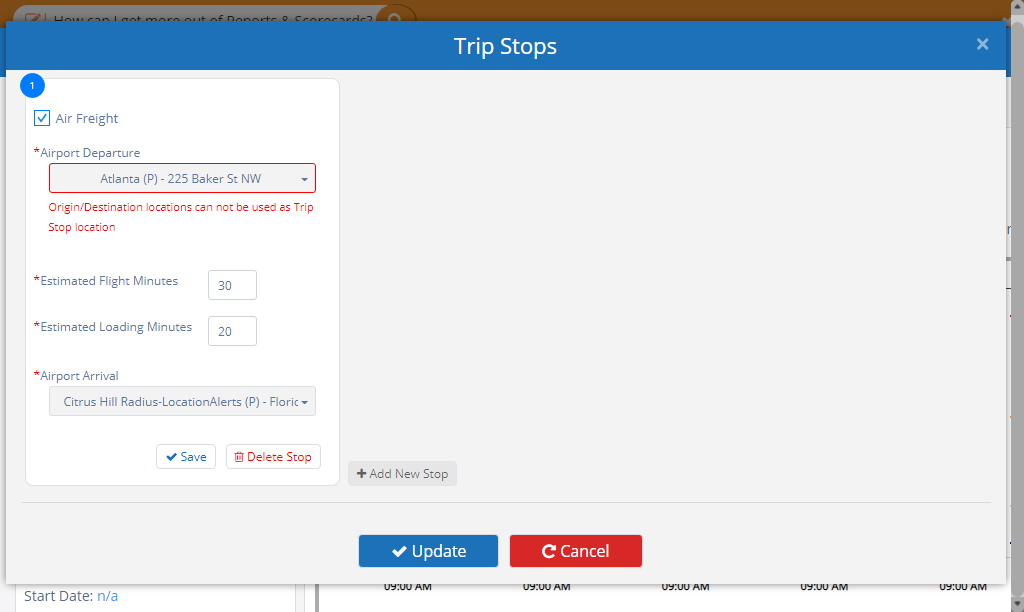 How can I get more out of Reports & Scorecards?
Trip Stops
×
1
Air Freight
*Airport Departure
Atlanta (P) - 225 Baker St NW
Origin/Destination locations can not be used as Trip
Stop location
*Estimated Flight Minutes
30
*Estimated Loading Minutes
20
*Airport Arrival
Citrus Hill Radius-LocationAlerts (P) - Floric
Save
Delete Stop
Add New Stop
Update
Cancel
09:00 AM 09:00 AM 09:00 AM 09:00 AM 09:00 AM
Start Date: n/a